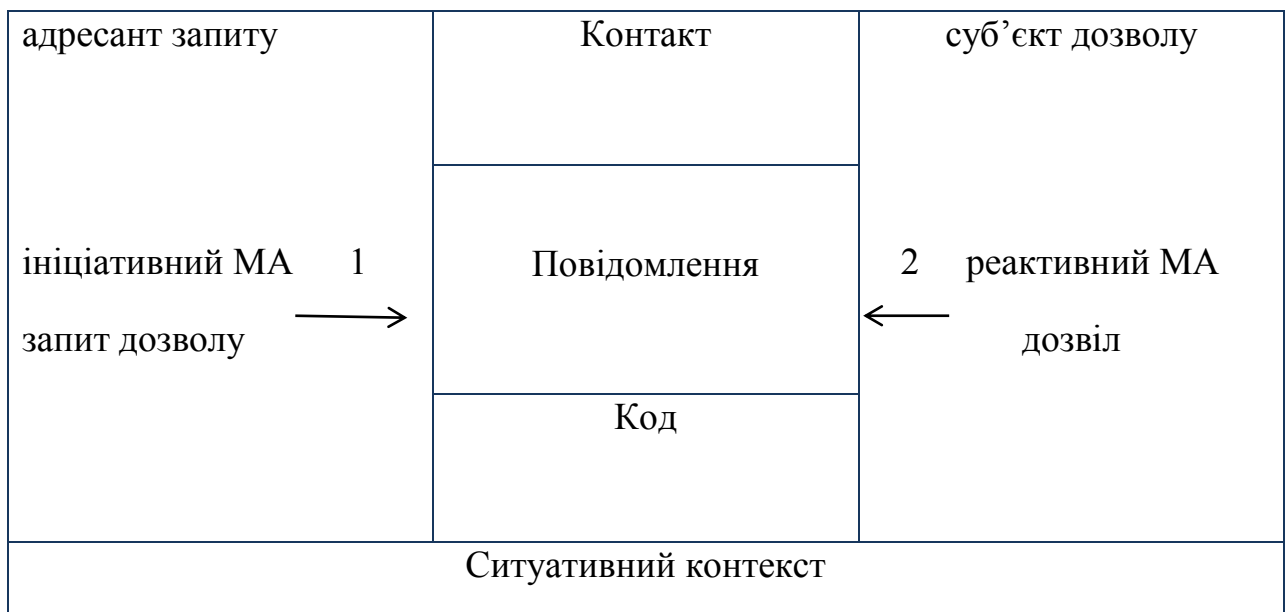 адресант запиту
Контакт
суб’єкт дозволу
ініціативний МА 1
запит дозволу
Повідомлення
2 реактивний МА
дозвіл
Код
Ситуативний контекст